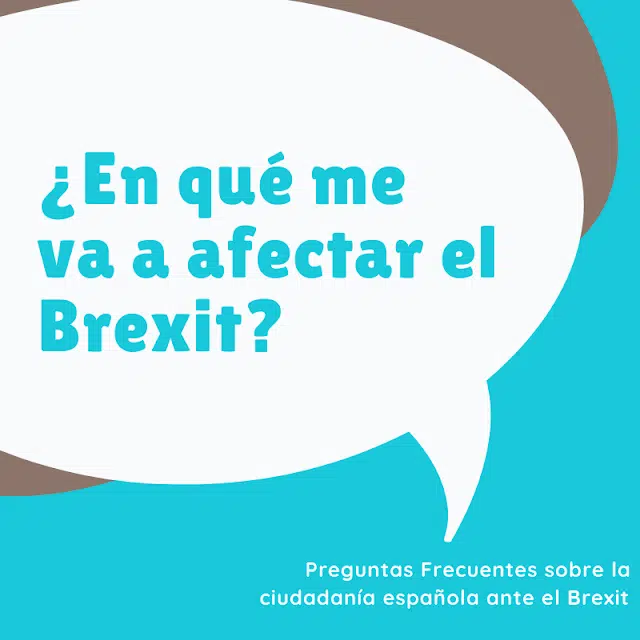 ¿En qué me
va a afectar el
Brexit?
Preguntas Frecuentes sobre la
ciudadanía española ante el Brexit